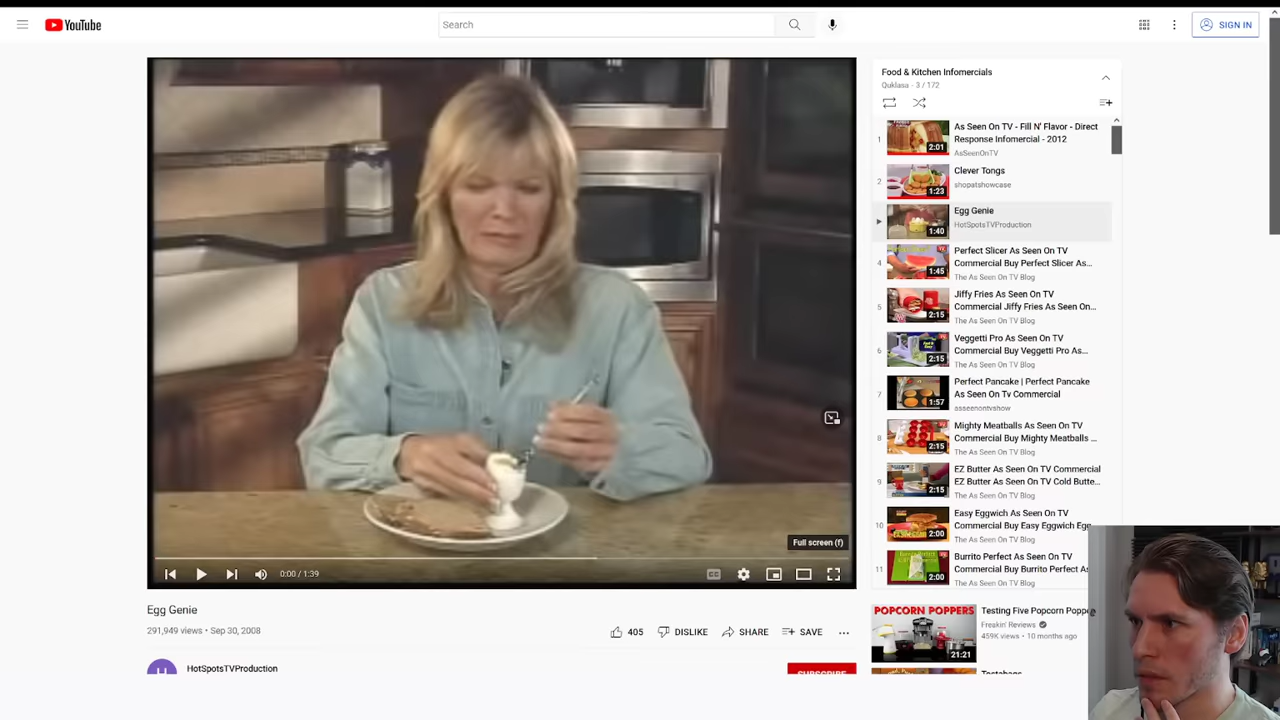 YouTube
Search
SIGN IN
Food & Kitchen Infomercials
Quklasa - 3 / 172
1
As Seen On TV - Fill N' Flavor - Direct
Response Infomercial - 2012
AsSeenOnTV
2:01
2
Clever Tongs
shopatshowcase
1:23
Egg Genie
HotSpotsTVProduction
1:40
4
Perfect Slicer As Seen On TV
Commercial Buy Perfect Slicer As...
The As Seen On TV Blog
1:45
5
Jiffy Fries As Seen On TV
Commercial Jiffy Fries As Seen On...
The As Seen On TV Blog
2:15
6
Veggetti Pro As Seen On TV
Commercial Buy Veggetti Pro As...
The As Seen On TV Blog
2:15
7
Perfect Pancake | Perfect Pancake
As Seen On Tv Commercial
asseenontvshow
1:57
8
Mighty Meatballs As Seen On TV
Commercial Buy Mighty Meatballs ...
The As Seen On TV Blog
2:15
9
EZ Butter As Seen On TV Commercial
EZ Butter As Seen On TV Cold Butte...
The As Seen On TV Blog
2:15
10
Easy Eggwich As Seen On TV
Commercial Buy Easy Eggwich Egg
The As Seen On TV Blog
2:00
11
Burrito Perfect As Seen On TV
Commercial Buy Burrito Perfect As
The As Seen On TV Blog
2:00
Full screen (f)
0:00 / 1:39
Egg Genie
291,949 views • Sep 30, 2008
405
DISLIKE
SHARE
SAVE
HotSpotsTVProduction
SUBSCRIBE
POPCORN POPPERS
21:21
Testing Five Popcorn Poppe
Freakin' Reviews
459K views • 10 months ago